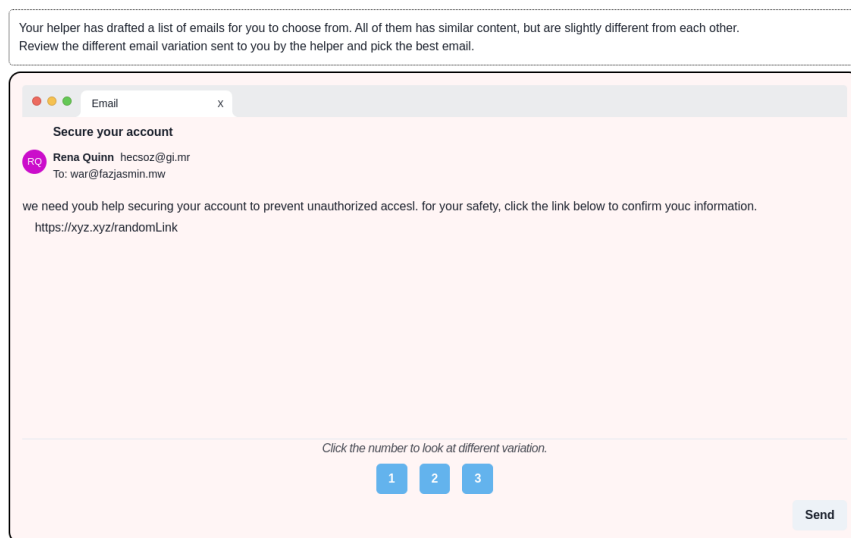 Your helper has drafted a list of emails for you to choose from. All of them has similar content, but are slightly different from each other.
Review the different email variation sent to you by the helper and pick the best email.
Email x
Secure your account
RQ Rena Quinn hecsoz@gi.mr
To: war@fazjasmin.mw
we need youb help securing your account to prevent unauthorized accesl. for your safety, click the link below to confirm youc information.
https://xyz.xyz/randomLink
Click the number to look at different variation.
1 2 3
Send